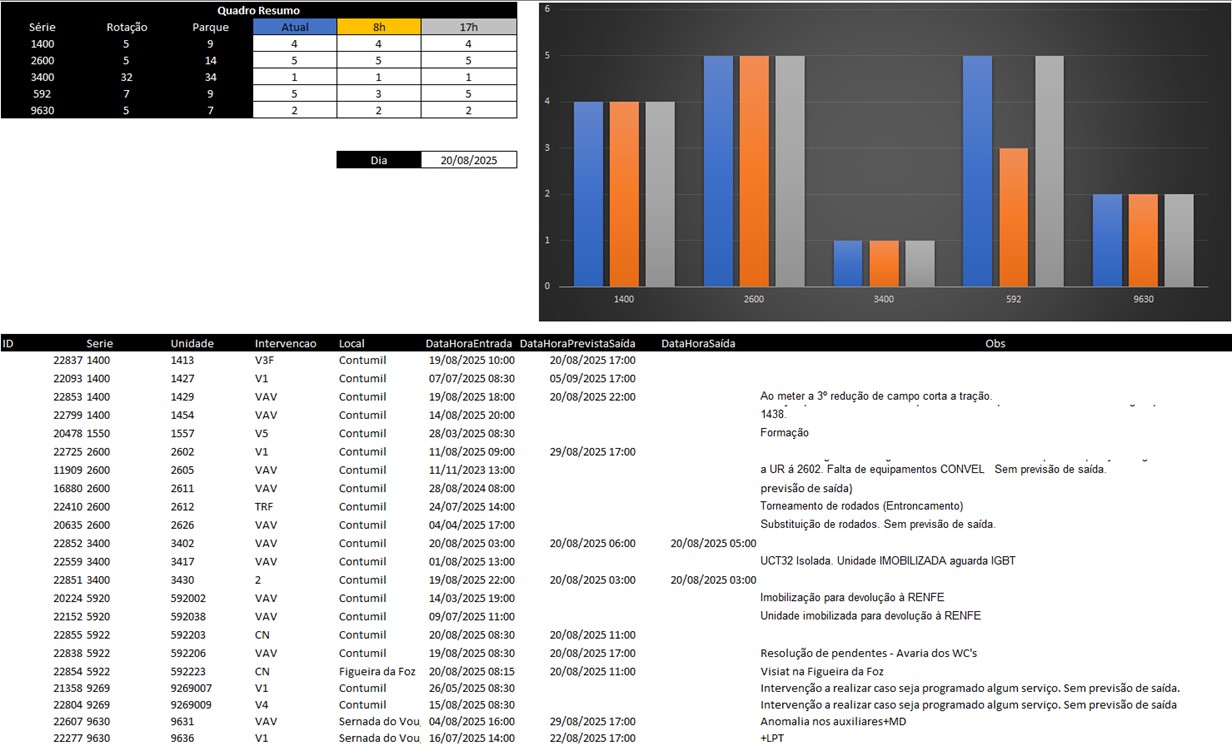 Quadro Resumo
Série Rotação Parque Atual 8h 17h
1400 5 9 4 4 4
2600 5 14 5 5 5
3400 32 34 1 1 1
592 7 9 5 3 5
9630 5 7 2 2 2
Dia 20/08/2025
6
5
4
3
2
1
0
1400 2600 3400 592 9630
ID Serie Unidade Intervencao Local DataHoraEntrada DataHoraPrevistaSaída DataHoraSaída Obs
22837 1400 1413 V3F Contumil 19/08/2025 10:00 20/08/2025 17:00
22093 1400 1427 V1 Contumil 07/07/2025 08:30 05/09/2025 17:00
22853 1400 1429 VAV Contumil 19/08/2025 18:00 20/08/2025 22:00 Ao meter a 3º redução de campo corta a tração.
22799 1400 1454 VAV Contumil 14/08/2025 20:00 1438.
20478 1550 1557 V5 Contumil 28/03/2025 08:30 Formação
22725 2600 2602 V1 Contumil 11/08/2025 09:00 29/08/2025 17:00
11909 2600 2605 VAV Contumil 11/11/2023 13:00 a UR á 2602. Falta de equipamentos CONVEL Sem previsão de saída.
16880 2600 2611 VAV Contumil 28/08/2024 08:00 previsão de saída)
22410 2600 2612 TRF Contumil 24/07/2025 14:00 Torneamento de rodados (Entroncamento)
20635 2600 2626 VAV Contumil 04/04/2025 17:00 Substituição de rodados. Sem previsão de saída.
22852 3400 3402 VAV Contumil 20/08/2025 03:00 20/08/2025 06:00 20/08/2025 05:00
22559 3400 3417 VAV Contumil 01/08/2025 13:00 UCT32 Isolada. Unidade IMOBILIZADA aguarda IGBT
22851 3400 3430 2 Contumil 19/08/2025 22:00 20/08/2025 03:00 20/08/2025 03:00
20224 5920 592002 VAV Contumil 14/03/2025 19:00 Imobilização para devolução à RENFE
22152 5920 592038 VAV Contumil 09/07/2025 11:00 Unidade imobilizada para devolução à RENFE
22855 5922 592203 CN Contumil 20/08/2025 08:30 20/08/2025 11:00
22838 5922 592206 VAV Contumil 19/08/2025 08:30 20/08/2025 17:00 Resolução de pendentes - Avaria dos WC's
22854 5922 592223 CN Figueira da Foz 20/08/2025 08:15 20/08/2025 11:00 Visiat na Figueira da Foz
21358 9269 9269007 V1 Contumil 26/05/2025 08:30 Intervenção a realizar caso seja programado algum serviço. Sem previsão de saída.
22804 9269 9269009 V4 Contumil 15/08/2025 08:30 Intervenção a realizar caso seja programado algum serviço. Sem previsão de saída
22607 9630 9631 VAV Sernada do Vou 04/08/2025 16:00 29/08/2025 17:00 Anomalia nos auxiliares+MD
22277 9630 9636 V1 Sernada do Vou 16/07/2025 14:00 22/08/2025 17:00 +LPT